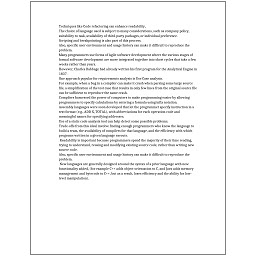 Techniques like Code refactoring can enhance readability.
The choice of language used is subject to many considerations, such as company policy,
suitability to task, availability of third-party packages, or individual preference.
Scripting and breakpointing is also part of this process.
Also, specific user environment and usage history can make it difficult to reproduce the
problem.
Many programmers use forms of Agile software development where the various stages of
formal software development are more integrated together into short cycles that take a few
weeks rather than years.
However, Charles Babbage had already written his first program for the Analytical Engine in
1837.
One approach popular for requirements analysis is Use Case analysis.
For example, when a bug in a compiler can make it crash when parsing some large source
file, a simplification of the test case that results in only few lines from the original source file
can be sufficient to reproduce the same crash.
Compilers harnessed the power of computers to make programming easier by allowing
programmers to specify calculations by entering a formula using infix notation.
Assembly languages were soon developed that let the programmer specify instruction in a
text format (e.g., ADD X, TOTAL), with abbreviations for each operation code and
meaningful names for specifying addresses.
Use of a static code analysis tool can help detect some possible problems.
Trade-offs from this ideal involve finding enough programmers who know the language to
build a team, the availability of compilers for that language, and the efficiency with which
programs written in a given language execute.
Readability is important because programmers spend the majority of their time reading,
trying to understand, reusing and modifying existing source code, rather than writing new
source code.
Also, specific user environment and usage history can make it difficult to reproduce the
problem.
New languages are generally designed around the syntax of a prior language with new
functionality added, (for example C++ adds object-orientation to C, and Java adds memory
management and bytecode to C++, but as a result, loses efficiency and the ability for low-
level manipulation).